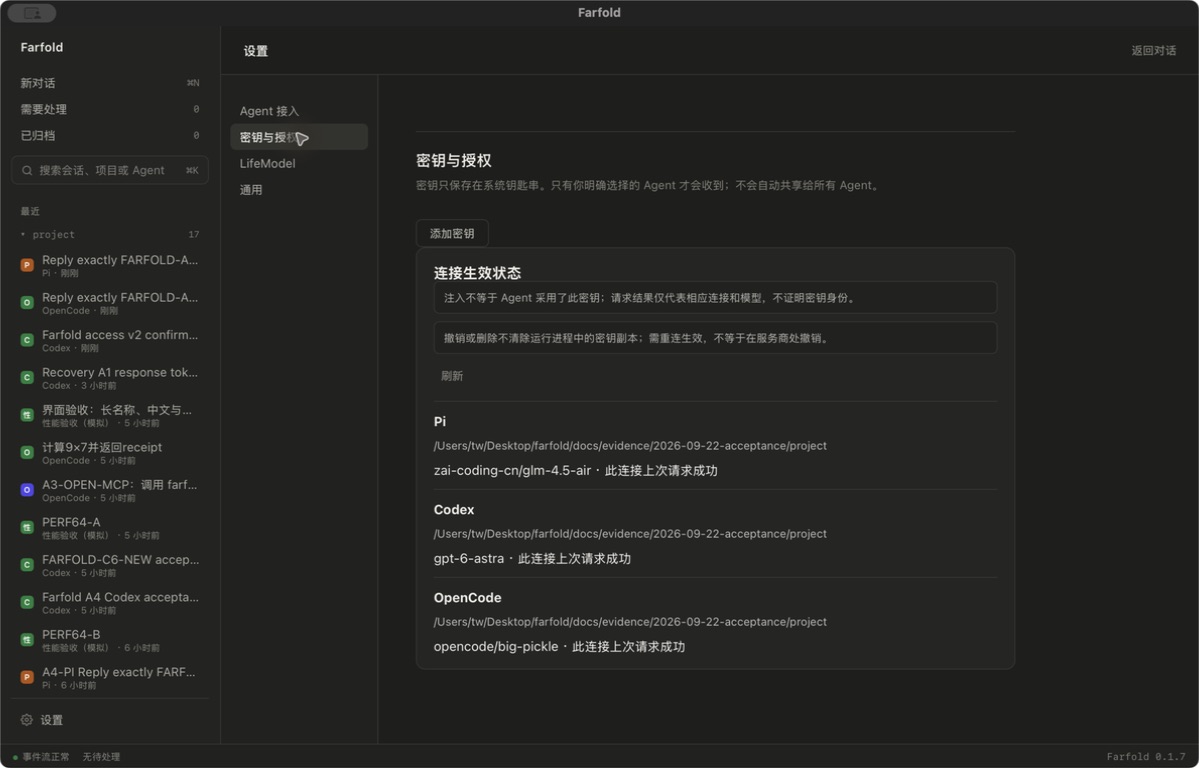 Farfold
Farfold
新对话 ⌘N
需要处理 0
已归档 0
搜索会话、项目或 Agent ⌘K
最近
• project 17
P Reply exactly FARFOLD-A...
Pi · 刚刚
O Reply exactly FARFOLD-A...
OpenCode · 刚刚
C Farfold access v2 confirm...
Codex · 刚刚
C Recovery A1 response tok...
Codex · 3 小时前
性 界面验收：长名称、中文与...
性能验收（模拟） · 5 小时前
O 计算9×7并返回receipt
OpenCode · 5 小时前
O A3-OPEN-MCP：调用 farf...
OpenCode · 5 小时前
性 PERF64-A
性能验收（模拟） · 5 小时前
C FARFOLD-C6-NEW accep...
Codex · 5 小时前
C Farfold A4 Codex accepta...
Codex · 5 小时前
性 PERF64-B
性能验收（模拟） · 6 小时前
P A4-PI Reply exactly FARF...
Pi · 6 小时前
设置
设置
返回对话
Agent 接入
密钥与授权
LifeModel
通用
密钥与授权
密钥只保存在系统钥匙串。只有你明确选择的 Agent 才会收到；不会自动共享给所有 Agent。
添加密钥
连接生效状态
注入不等于 Agent 采用了此密钥；请求结果仅代表相应连接和模型，不证明密钥身份。
撤销或删除不清除运行进程中的密钥副本；需重连生效，不等于在服务商处撤销。
刷新
Pi
/Users/tw/Desktop/farfold/docs/evidence/2026-09-22-acceptance/project
zai-coding-cn/glm-4.5-air · 此连接上次请求成功
Codex
/Users/tw/Desktop/farfold/docs/evidence/2026-09-22-acceptance/project
gpt-6-astra · 此连接上次请求成功
OpenCode
/Users/tw/Desktop/farfold/docs/evidence/2026-09-22-acceptance/project
opencode/big-pickle · 此连接上次请求成功
事件流正常 无待处理
Farfold 0.1.7